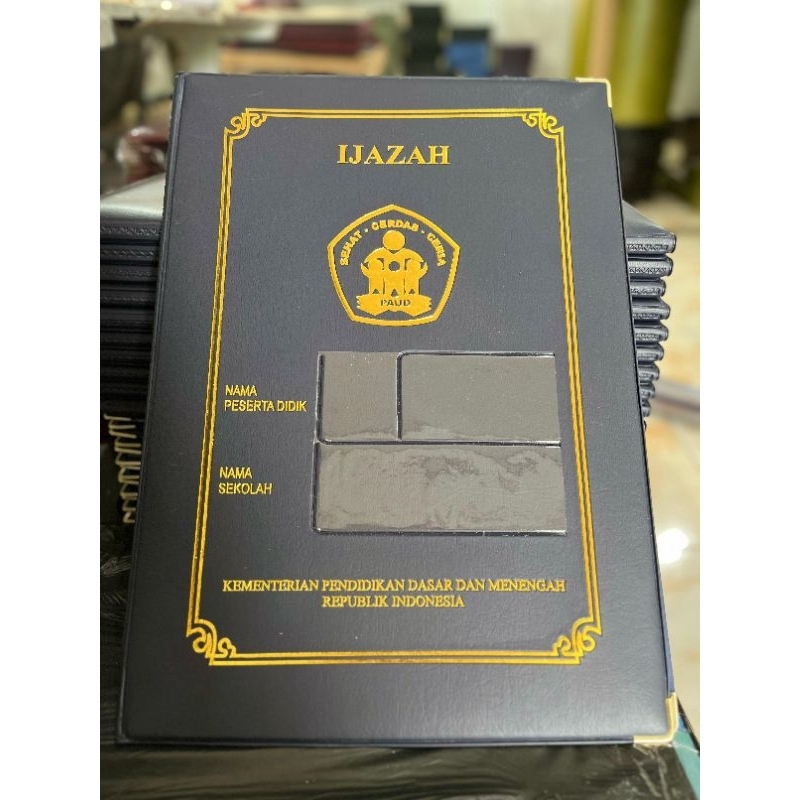 IJAZAH
SEHAT · CERDAS · CERIA
PAUD
NAMA
PESERTA DIDIK
NAMA
SEKOLAH
KEMENTERIAN PENDIDIKAN DASAR DAN MENENGAH
REPUBLIK INDONESIA